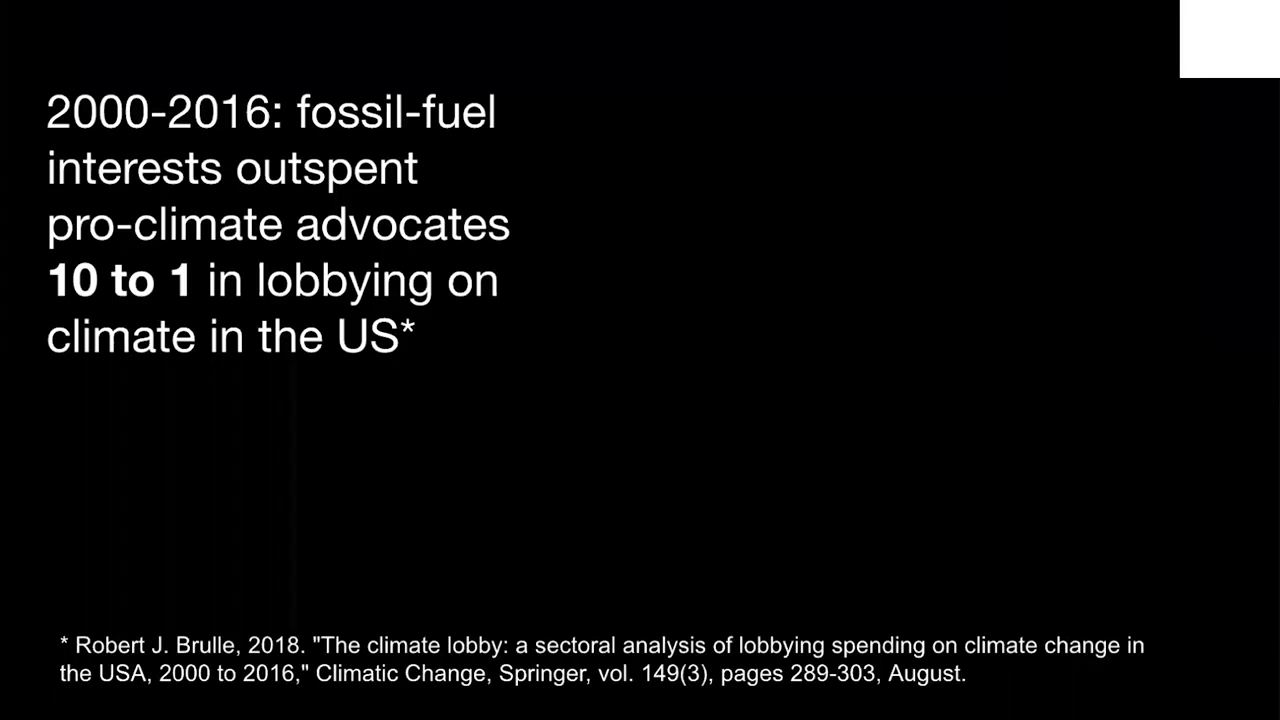 2000-2016: fossil-fuel
interests outspent
pro-climate advocates
10 to 1 in lobbying on
climate in the US*
* Robert J. Brulle, 2018. "The climate lobby: a sectoral analysis of lobbying spending on climate change in
the USA, 2000 to 2016," Climatic Change, Springer, vol. 149(3), pages 289-303, August.